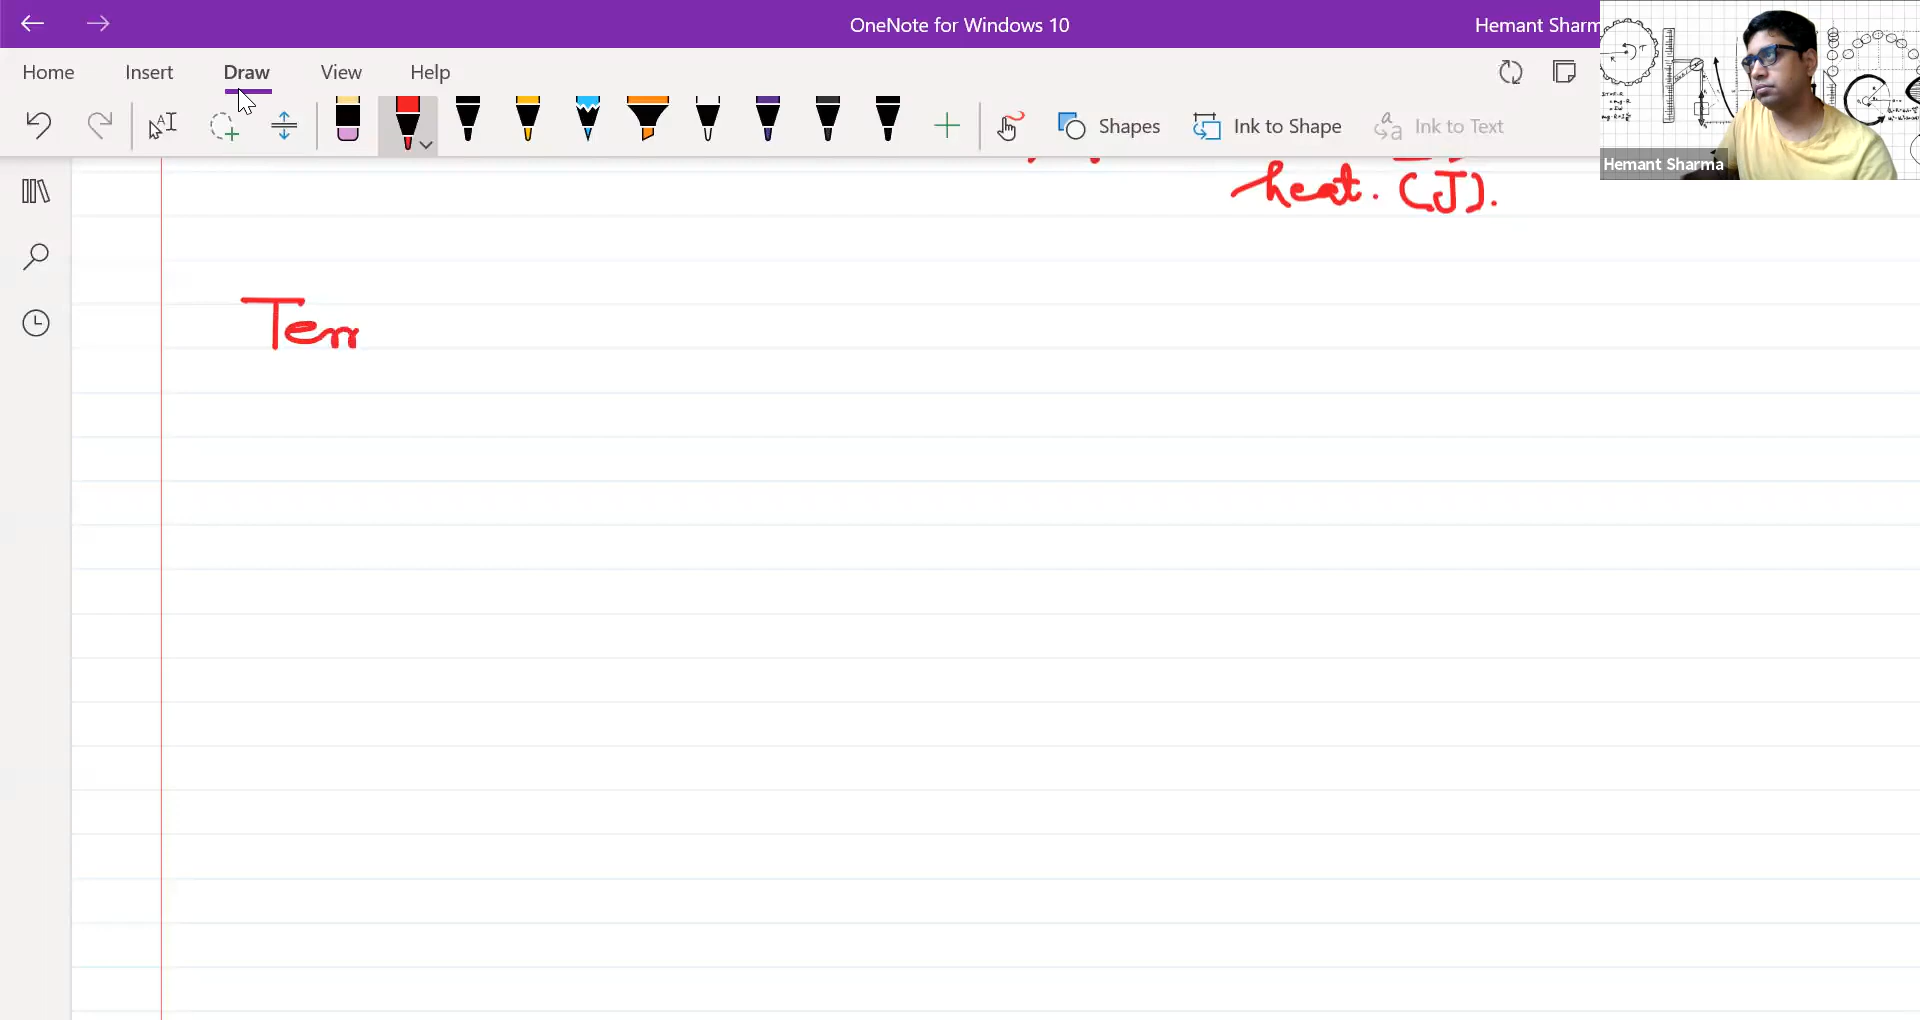 OneNote for Windows 10
Hemant Sharm
Home Insert Draw View Help
Shapes Ink to Shape Ink to Text
Hemant Sharma
heat. (J).
Tem